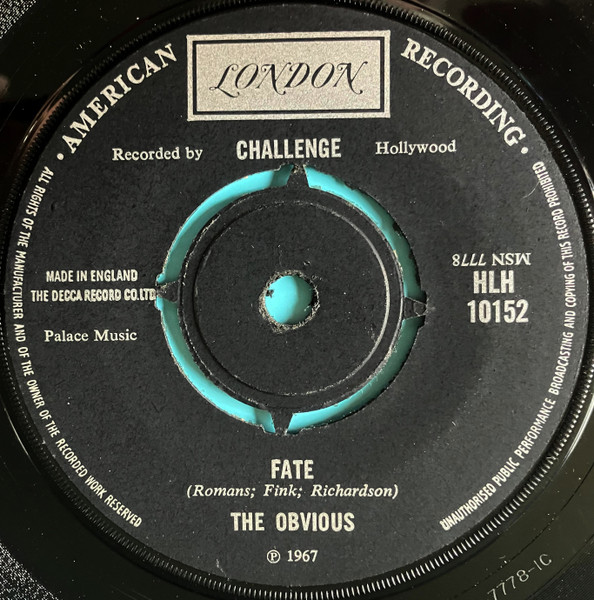 · AMERICAN RECORDING ·
LONDON
Recorded by CHALLENGE Hollywood
ALL RIGHTS OF THE MANUFACTURER AND OF THE OWNER OF THE RECORDED WORK RESERVED
UNAUTHORISED PUBLIC PERFORMANCE BROADCASTING AND COPYING OF THIS RECORD PROHIBITED
MADE IN ENGLAND
THE DECCA RECORD CO.LTD.
Palace Music
MSN 7778
HLH
10152
FATE
(Romans; Fink; Richardson)
THE OBVIOUS
℗ 1967
7778-1C